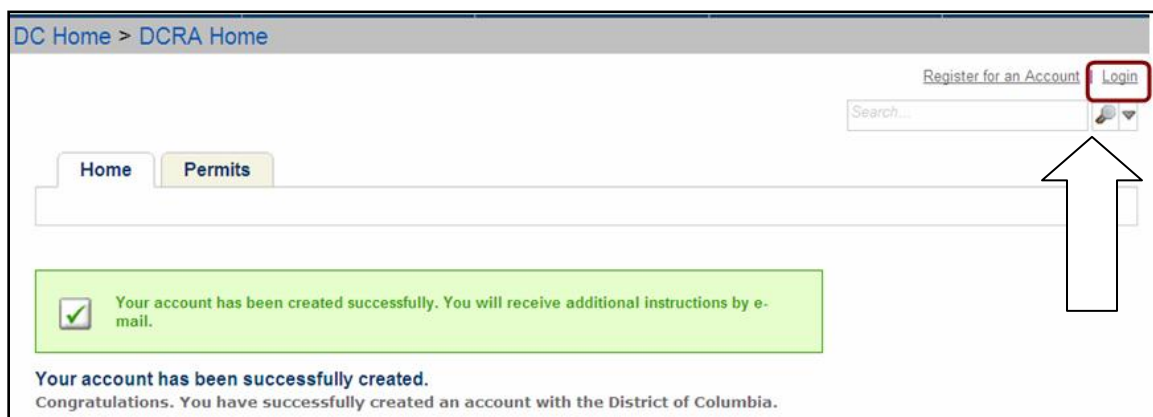 DC Home > DCRA Home
Register for an Account | Login
Search...
Home Permits
Your account has been created successfully. You will receive additional instructions by e-
mail.
Your account has been successfully created.
Congratulations. You have successfully created an account with the District of Columbia.